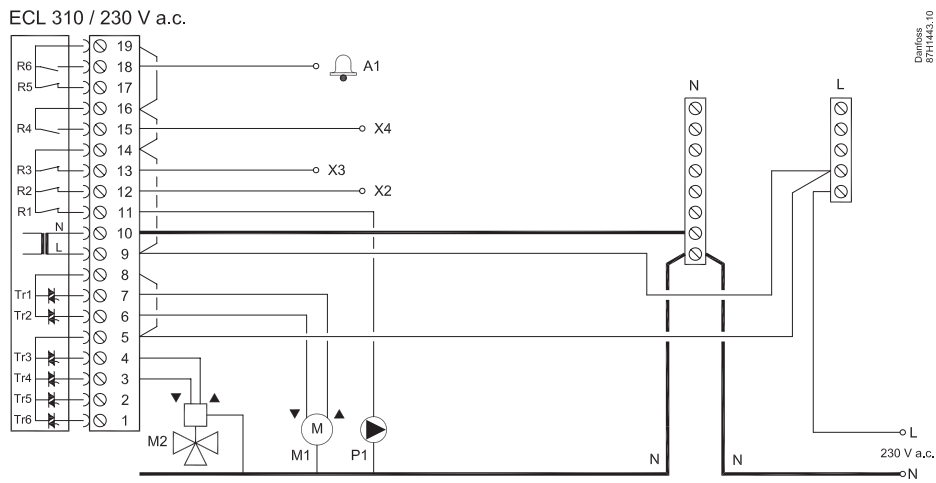 ECL 310 / 230 V a.c.
Danfoss
87H1443.10
19
R6 18 A1
R5 17
16
R4 15 X4
14
R3 13 X3
R2 12 X2
R1 11
N 10
L 9
8
Tr1 7
Tr2 6
5
Tr3 4
Tr4 3
Tr5 2
Tr6 1
N L
M2
M
M1
P1
N N
L
230 V a.c.
N